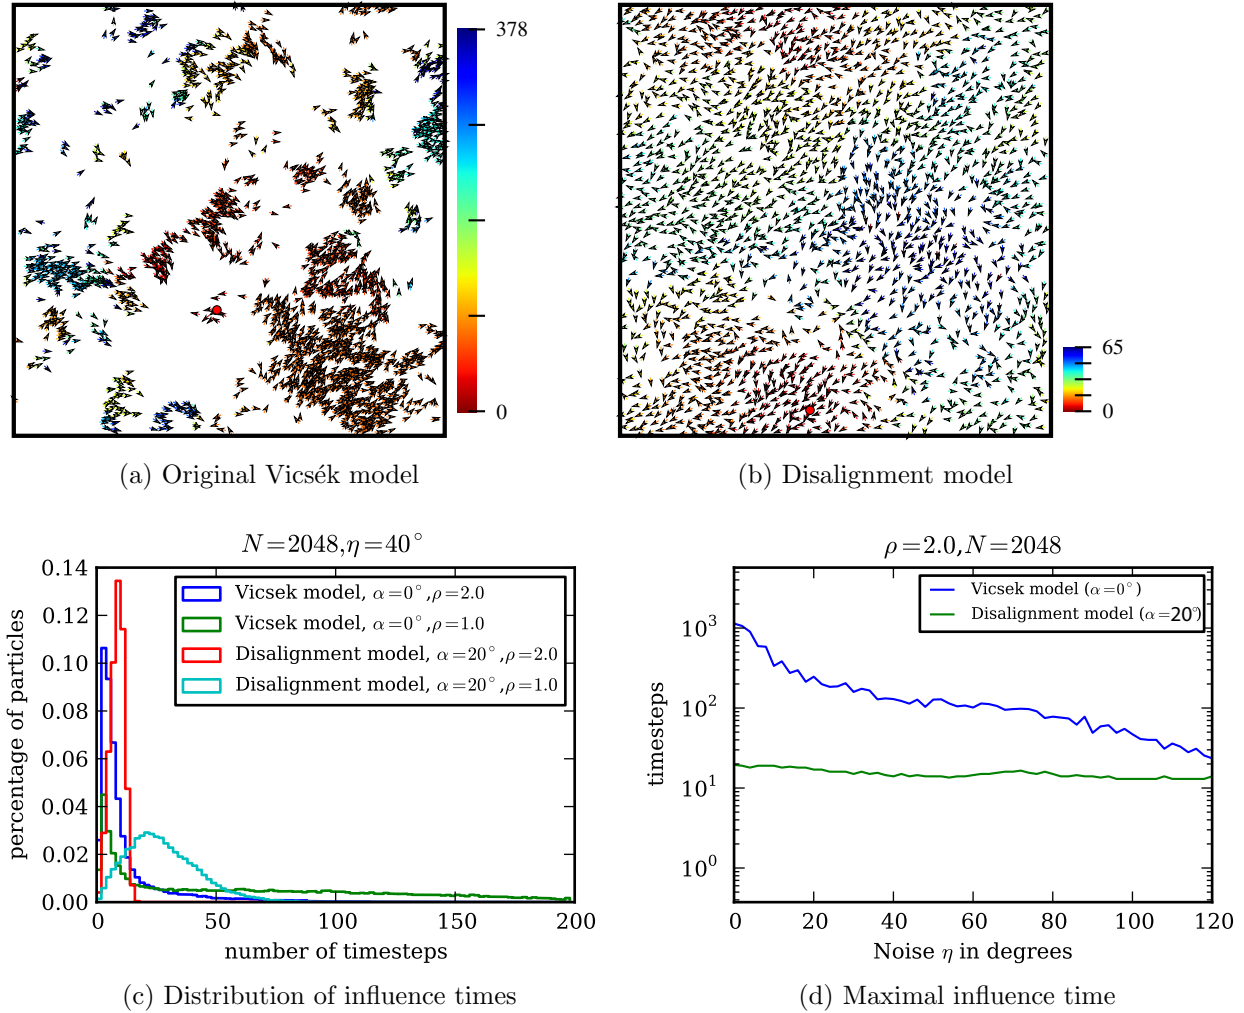 378
0
65
0
(a) Original Vicsék model
(b) Disalignment model
N=2048,η=40°
0.14
0.12
0.10
0.08
0.06
0.04
0.02
0.00
percentage of particles
Vicsek model, α=0°,ρ=2.0
Vicsek model, α=0°,ρ=1.0
Disalignment model, α=20°,ρ=2.0
Disalignment model, α=20°,ρ=1.0
0 50 100 150 200
number of timesteps
(c) Distribution of influence times
ρ=2.0,N=2048
10³
10²
10¹
10⁰
timesteps
Vicsek model (α=0°)
Disalignment model (α=20°)
0 20 40 60 80 100 120
Noise η in degrees
(d) Maximal influence time